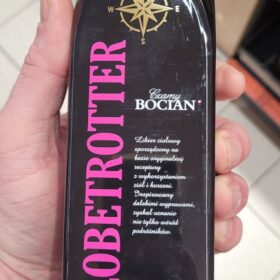 W E
S
OBETROTTER
Czarny
BOCIAN
Likier ziołowy
sporządzony na
bazie oryginalnej
receptury
z wykorzystaniem
ziół i korzeni.
Inspirowany
dalekimi wyprawami,
zyskał uznanie
nie tylko wśród
podróżników.